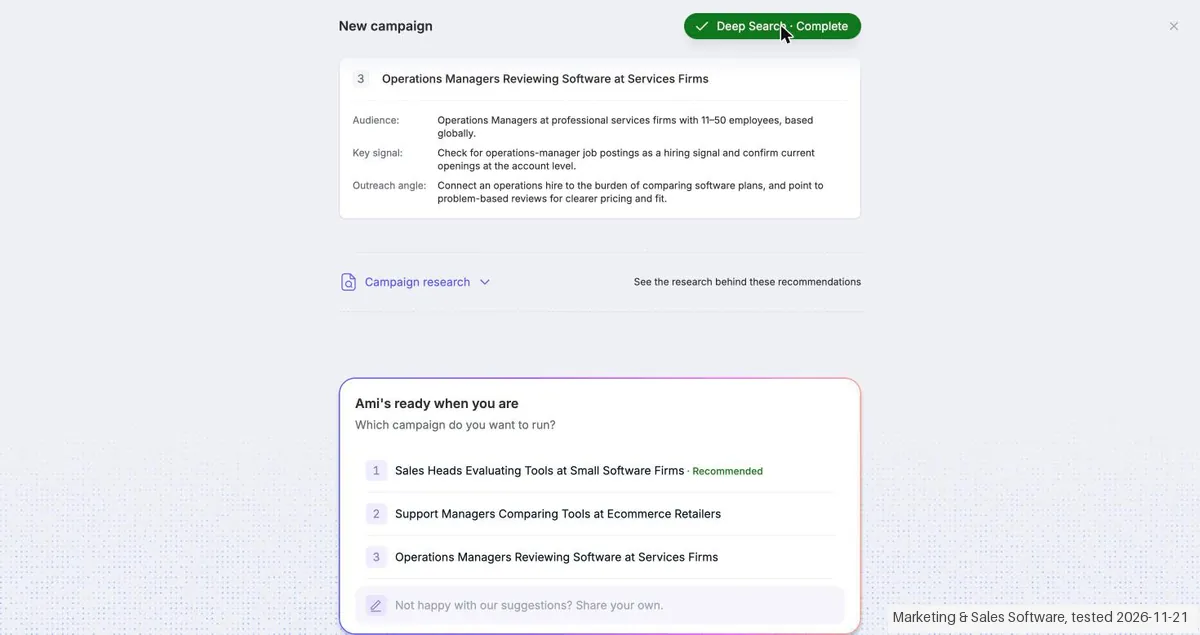 New campaign
Deep Search · Complete
3 Operations Managers Reviewing Software at Services Firms
Audience: Operations Managers at professional services firms with 11–50 employees, based
globally.
Key signal: Check for operations-manager job postings as a hiring signal and confirm current
openings at the account level.
Outreach angle: Connect an operations hire to the burden of comparing software plans, and point to
problem-based reviews for clearer pricing and fit.
Campaign research
See the research behind these recommendations
Ami's ready when you are
Which campaign do you want to run?
1 Sales Heads Evaluating Tools at Small Software Firms · Recommended
2 Support Managers Comparing Tools at Ecommerce Retailers
3 Operations Managers Reviewing Software at Services Firms
Not happy with our suggestions? Share your own.
Marketing & Sales Software, tested 2026-11-21